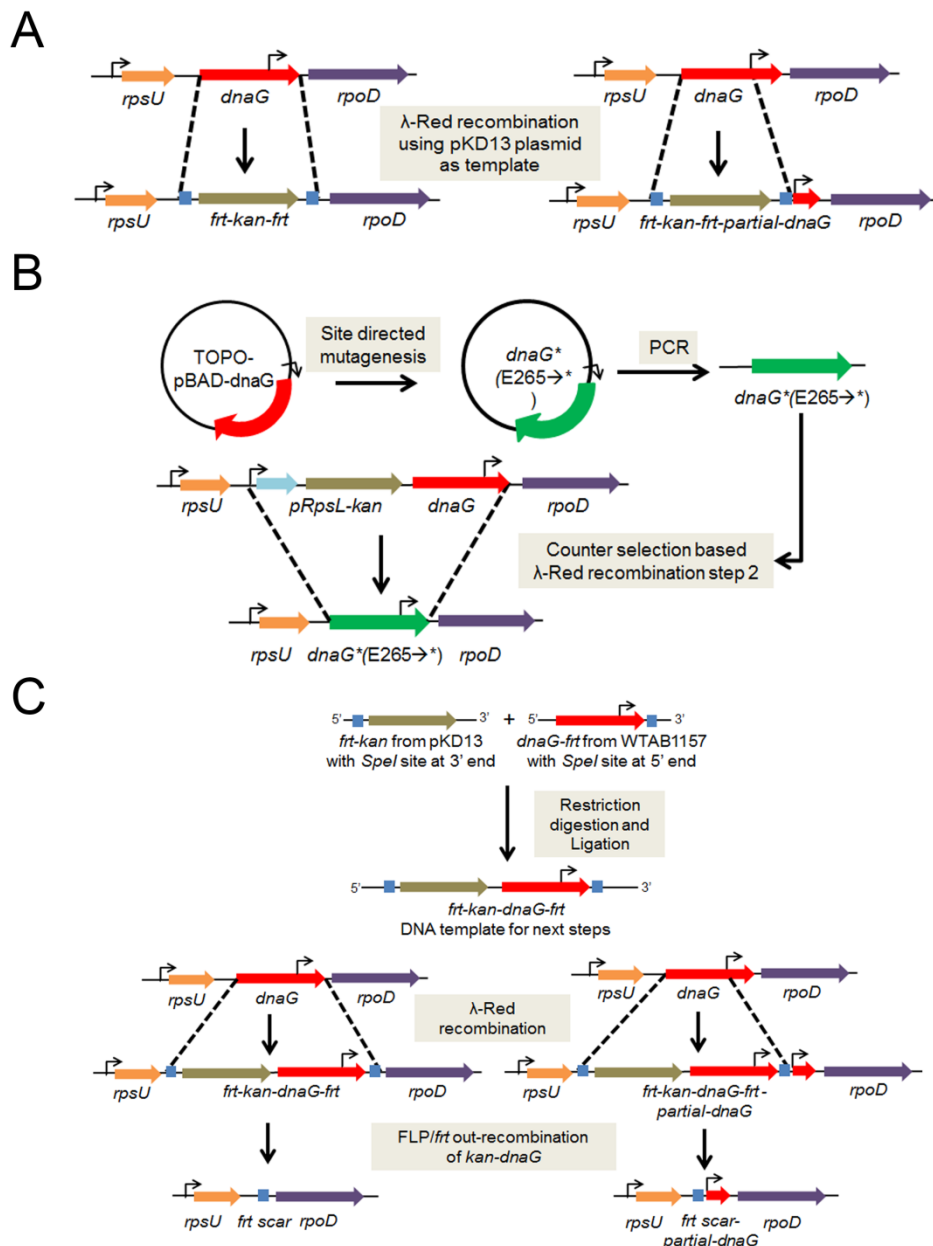 A
rpsU
dnaG
rpoD
rpsU
dnaG
rpoD
λ-Red recombination
using pKD13 plasmid
as template
rpsU
frt-kan-frt
rpoD
rpsU
frt-kan-frt-partial-dnaG
rpoD
B
TOPO-
pBAD-dnaG
Site directed
mutagenesis
dnaG*
(E265→*
)
PCR
dnaG*(E265→*)
rpsU
pRpsL-kan
dnaG
rpoD
Counter selection based
λ-Red recombination step 2
rpsU
dnaG*(E265→*)
rpoD
C
5’
3’
+
5’
3’
frt-kan from pKD13
with SpeI site at 3’ end
dnaG-frt from WTAB1157
with SpeI site at 5’ end
Restriction
digestion and
Ligation
5’
3’
frt-kan-dnaG-frt
DNA template for next steps
rpsU
dnaG
rpoD
rpsU
dnaG
rpoD
λ-Red
recombination
rpsU
frt-kan-dnaG-frt
rpoD
rpsU
frt-kan-dnaG-frt-
partial-dnaG
rpoD
FLP/frt out-recombination
of kan-dnaG
rpsU
frt scar
rpoD
rpsU
frt scar-
partial-dnaG
rpoD